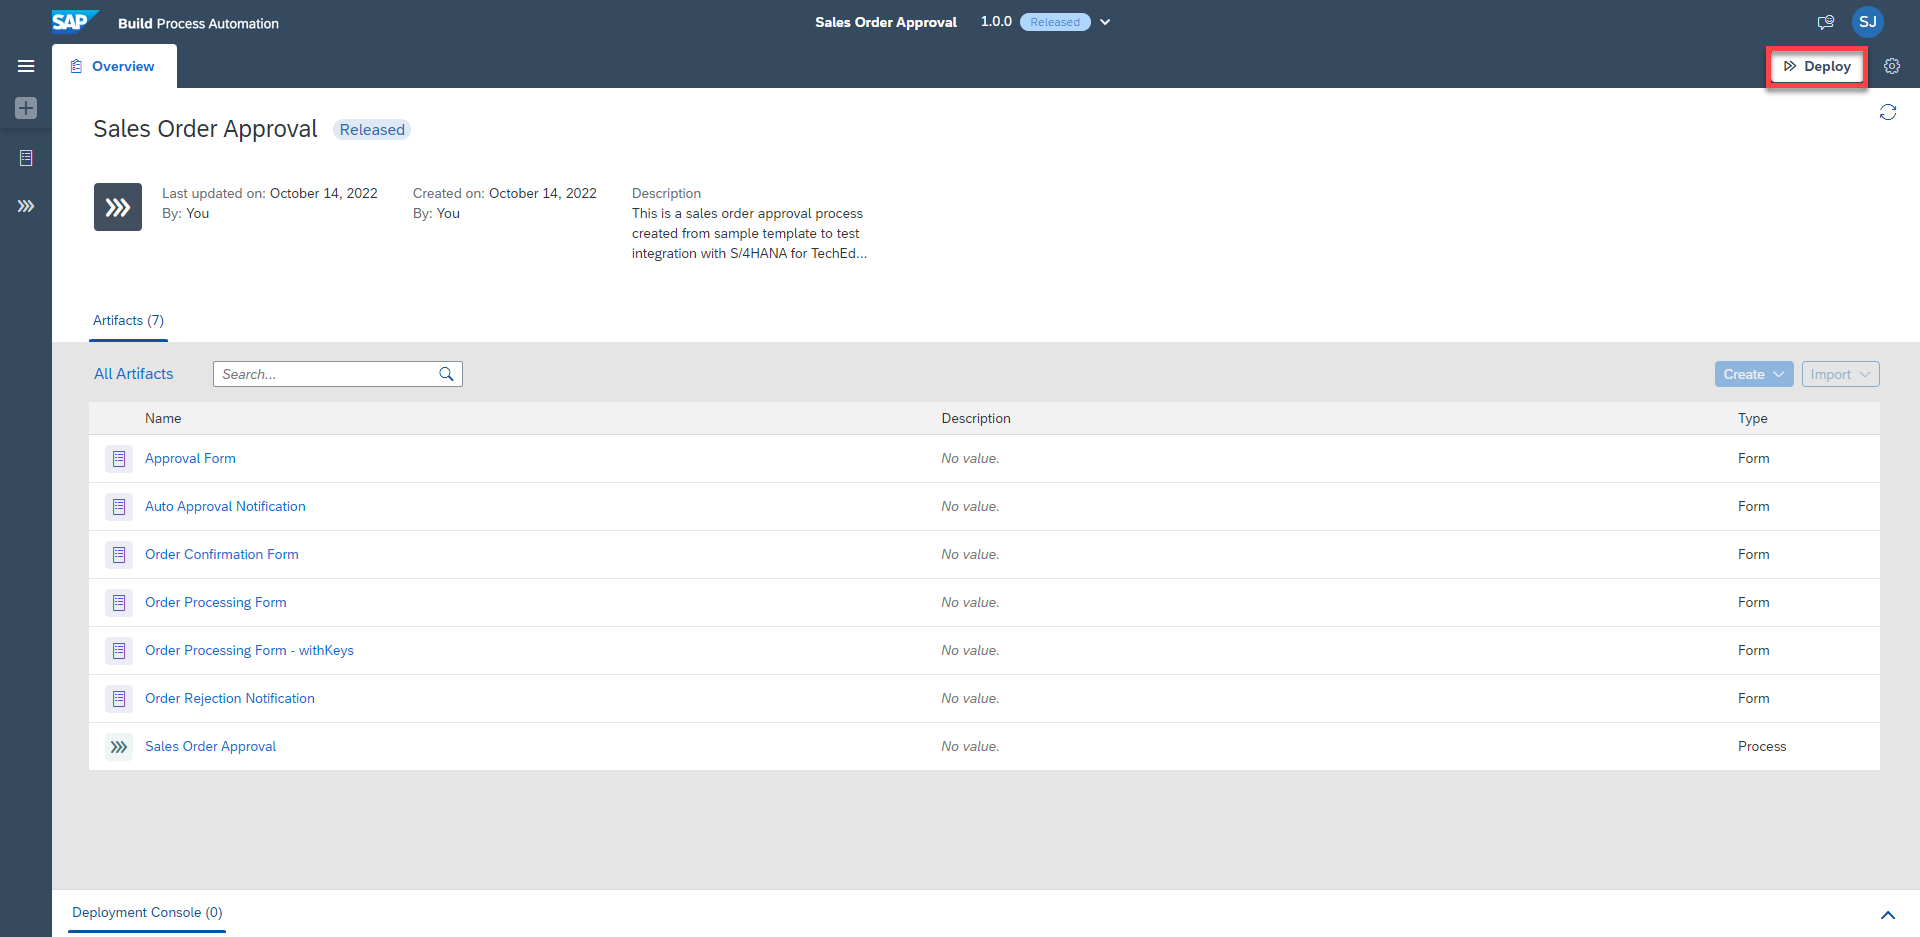 SAP Build Process Automation
Sales Order Approval 1.0.0 Released
SJ
Overview
Deploy
Sales Order Approval Released
Last updated on: October 14, 2022
By: You
Created on: October 14, 2022
By: You
Description
This is a sales order approval process
created from sample template to test
integration with S/4HANA for TechEd...
Artifacts (7)
All Artifacts
Search...
Create
Import
Name Description Type
Approval Form No value. Form
Auto Approval Notification No value. Form
Order Confirmation Form No value. Form
Order Processing Form No value. Form
Order Processing Form - withKeys No value. Form
Order Rejection Notification No value. Form
Sales Order Approval No value. Process
Deployment Console (0)